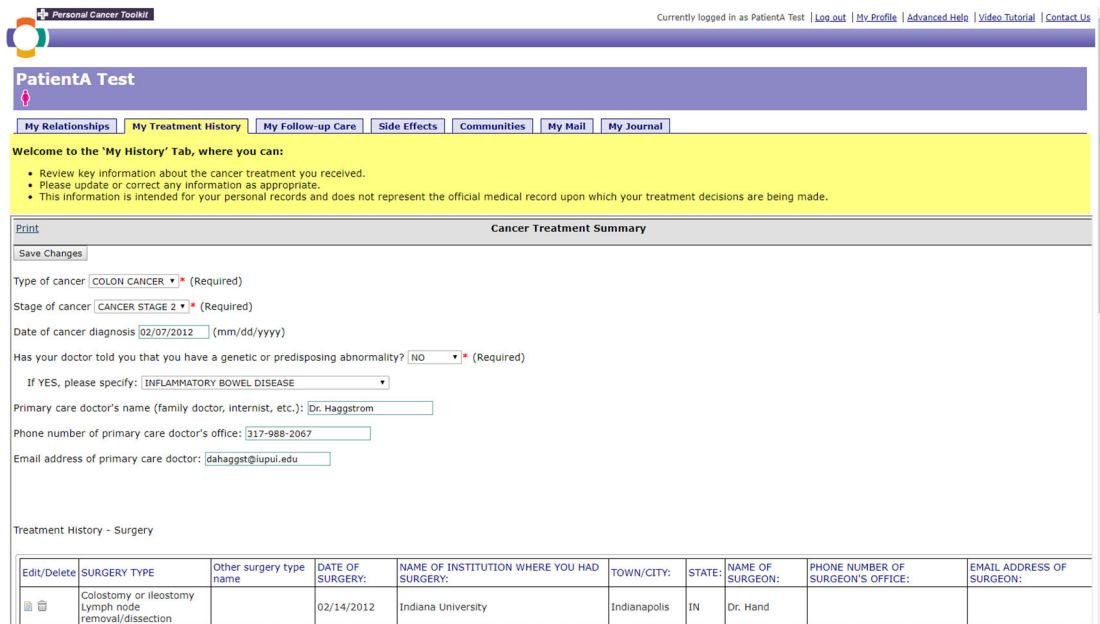 Personal Cancer Toolkit
Currently logged in as PatientA Test | Log out | My Profile | Advanced Help | Video Tutorial | Contact Us
PatientA Test
My Relationships My Treatment History My Follow-up Care Side Effects Communities My Mail My Journal
Welcome to the ‘My History’ Tab, where you can:
• Review key information about the cancer treatment you received.
• Please update or correct any information as appropriate.
• This information is intended for your personal records and does not represent the official medical record upon which your treatment decisions are being made.
Print Cancer Treatment Summary
Save Changes
Type of cancer COLON CANCER * (Required)
Stage of cancer CANCER STAGE 2 * (Required)
Date of cancer diagnosis 02/07/2012 (mm/dd/yyyy)
Has your doctor told you that you have a genetic or predisposing abnormality? NO * (Required)
If YES, please specify: INFLAMMATORY BOWEL DISEASE
Primary care doctor's name (family doctor, internist, etc.): Dr. Haggstrom
Phone number of primary care doctor's office: 317-988-2067
Email address of primary care doctor: dahaggst@iupui.edu
Treatment History - Surgery
Edit/Delete SURGERY TYPE Other surgery type name DATE OF SURGERY: NAME OF INSTITUTION WHERE YOU HAD SURGERY: TOWN/CITY: STATE: NAME OF SURGEON: PHONE NUMBER OF SURGEON'S OFFICE: EMAIL ADDRESS OF SURGEON:
Colostomy or ileostomy
Lymph node
removal/dissection
02/14/2012 Indiana University Indianapolis IN Dr. Hand